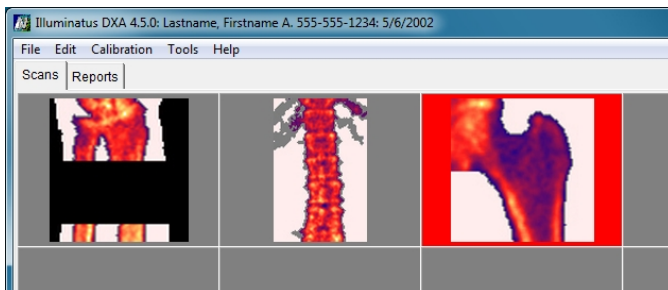 Illuminatus DXA 4.5.0: Lastname, Firstname A. 555-555-1234: 5/6/2002
File Edit Calibration Tools Help
Scans Reports